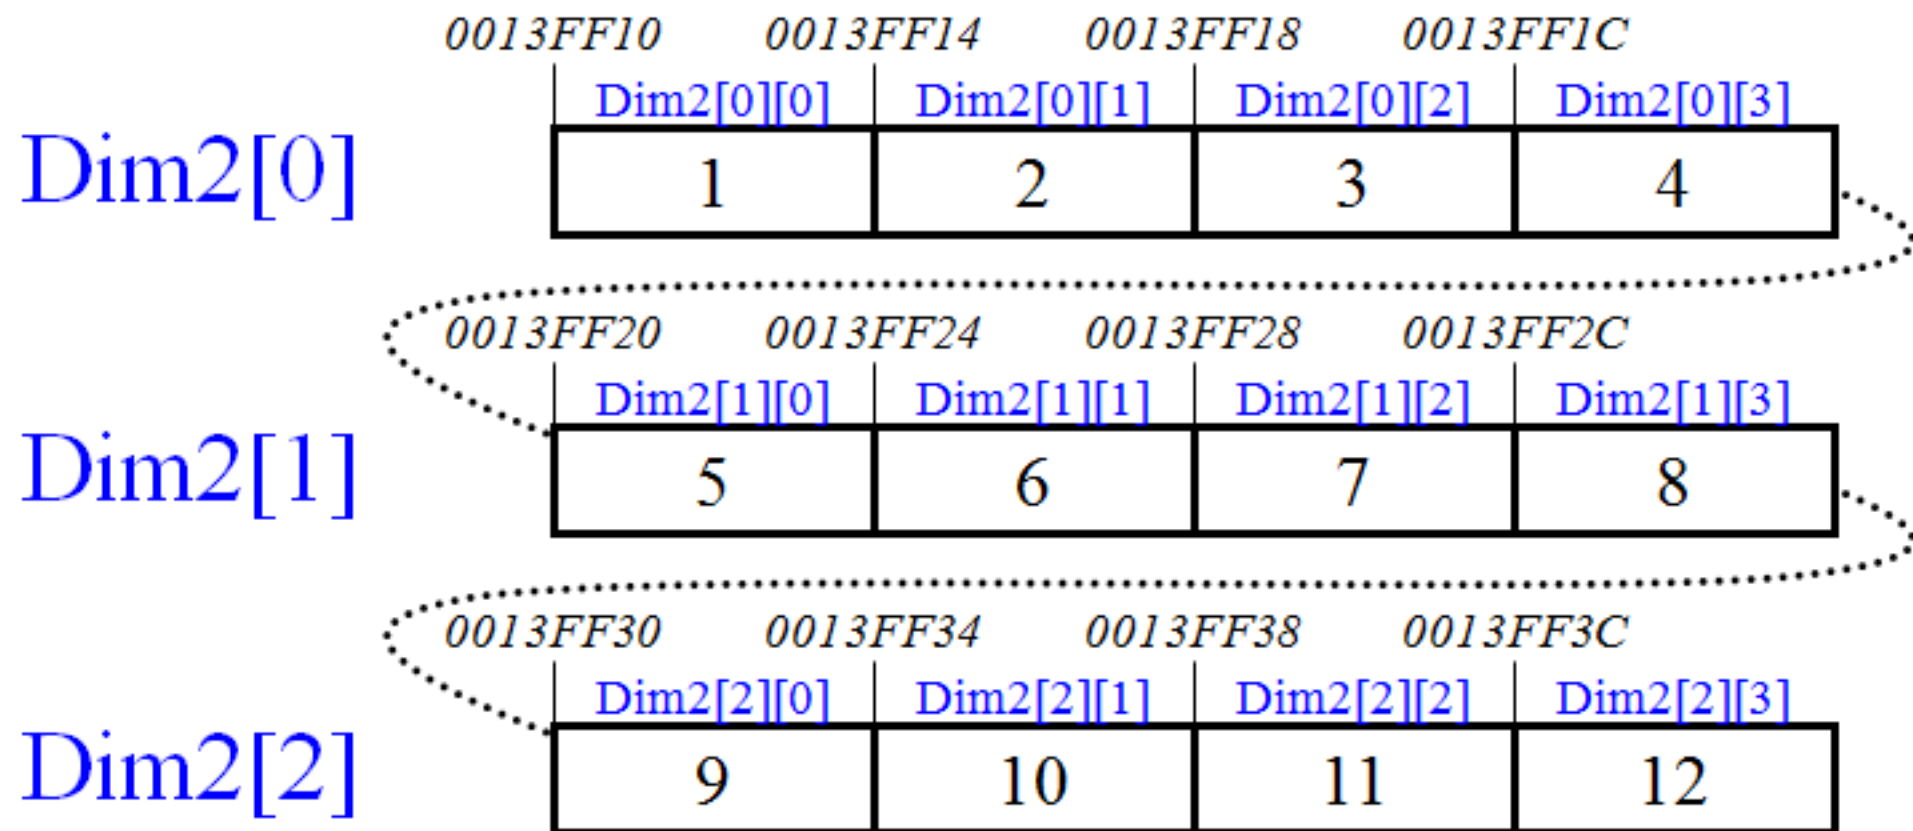 0013FF10 0013FF14 0013FF18 0013FF1C
Dim2[0][0] Dim2[0][1] Dim2[0][2] Dim2[0][3]
Dim2[0] 1 2 3 4
0013FF20 0013FF24 0013FF28 0013FF2C
Dim2[1][0] Dim2[1][1] Dim2[1][2] Dim2[1][3]
Dim2[1] 5 6 7 8
0013FF30 0013FF34 0013FF38 0013FF3C
Dim2[2][0] Dim2[2][1] Dim2[2][2] Dim2[2][3]
Dim2[2] 9 10 11 12